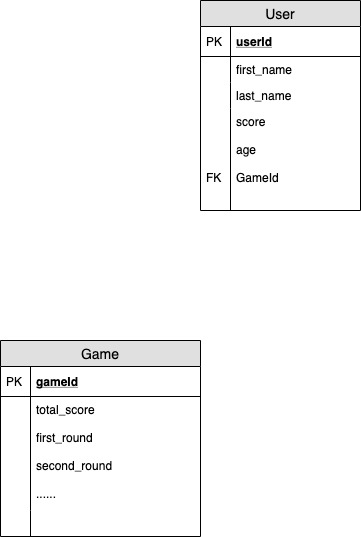 User
PK userId
first_name
last_name
score
age
FK GameId
Game
PK gameId
total_score
first_round
second_round
......